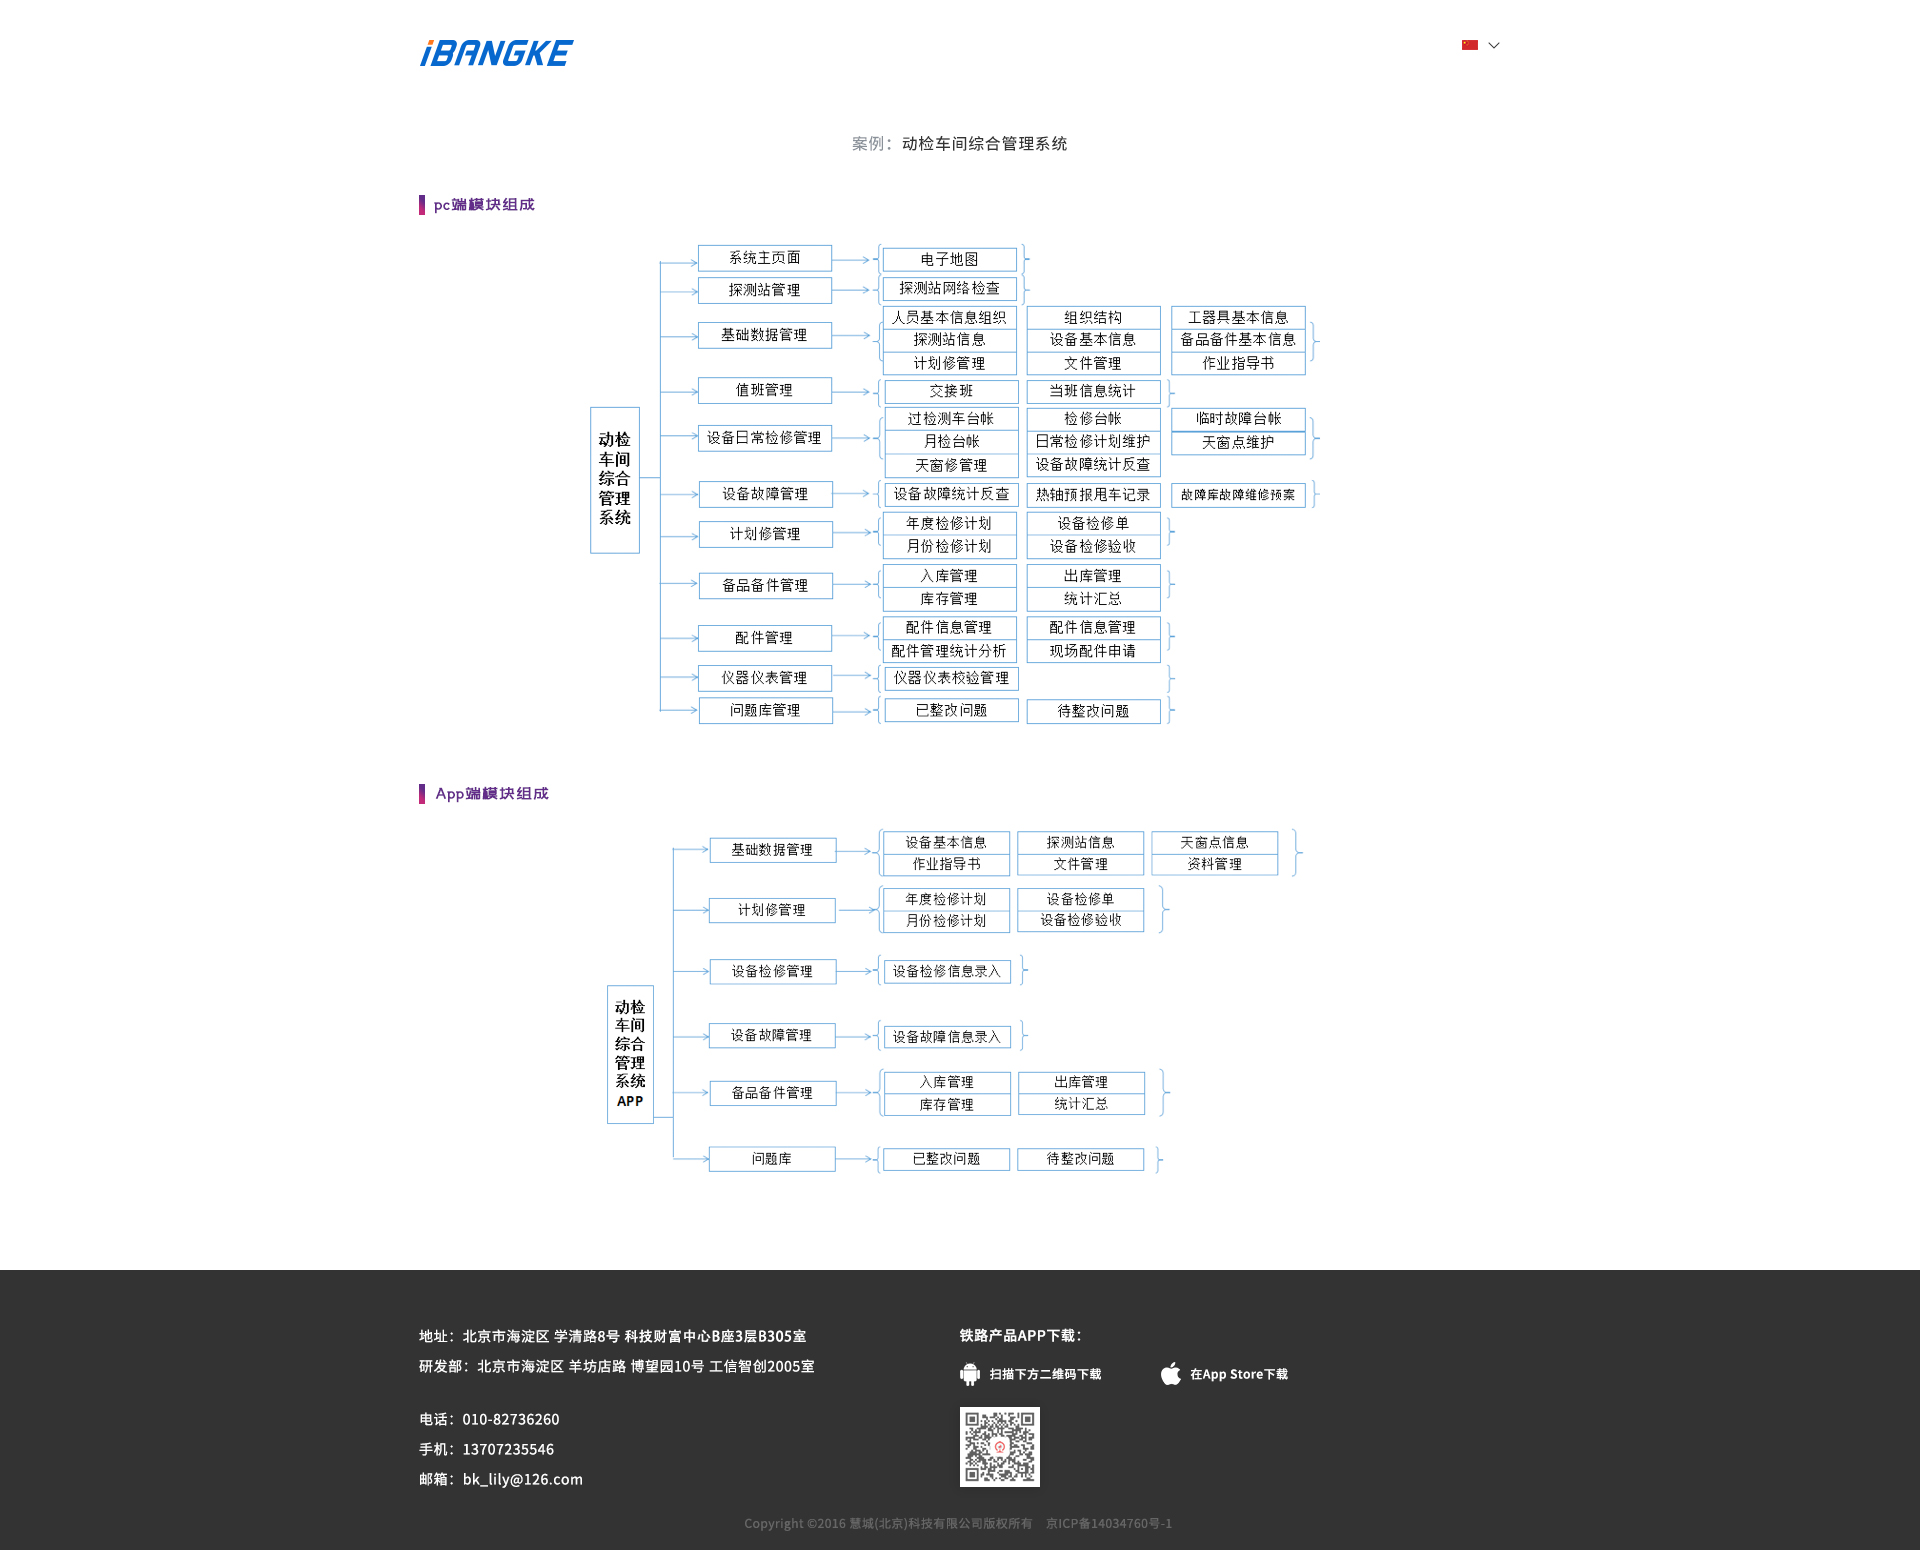 iBANGKE
案例：动检车间综合管理系统
pc端模块组成
系统主页面
电子地图
探测站管理
探测站网络检查
基础数据管理
人员基本信息组织
组织结构
工器具基本信息
探测站信息
设备基本信息
备品备件基本信息
计划修管理
文件管理
作业指导书
值班管理
交接班
当班信息统计
设备日常检修管理
过检测车台帐
检修台帐
临时故障台帐
月检台帐
日常检修计划维护
天窗点维护
天窗修管理
设备故障统计反查
动检
车间
综合
管理
系统
设备故障管理
设备故障统计反查
热轴预报甩车记录
故障库故障维修预案
计划修管理
年度检修计划
设备检修单
月份检修计划
设备检修验收
备品备件管理
入库管理
出库管理
库存管理
统计汇总
配件管理
配件信息管理
配件信息管理
配件管理统计分析
现场配件申请
仪器仪表管理
仪器仪表校验管理
问题库管理
已整改问题
待整改问题
App端模块组成
基础数据管理
设备基本信息
探测站信息
天窗点信息
作业指导书
文件管理
资料管理
计划修管理
年度检修计划
设备检修单
月份检修计划
设备检修验收
设备检修管理
设备检修信息录入
动检
车间
综合
管理
系统
APP
设备故障管理
设备故障信息录入
备品备件管理
入库管理
出库管理
库存管理
统计汇总
问题库
已整改问题
待整改问题
地址：北京市海淀区 学清路8号 科技财富中心B座3层B305室
研发部：北京市海淀区 羊坊店路 博望园10号 工信智创2005室
电话：010-82736260
手机：13707235546
邮箱：bk_lily@126.com
铁路产品APP下载：
扫描下方二维码下载
在App Store下载
Copyright ©2016 慧城(北京)科技有限公司版权所有 京ICP备14034760号-1